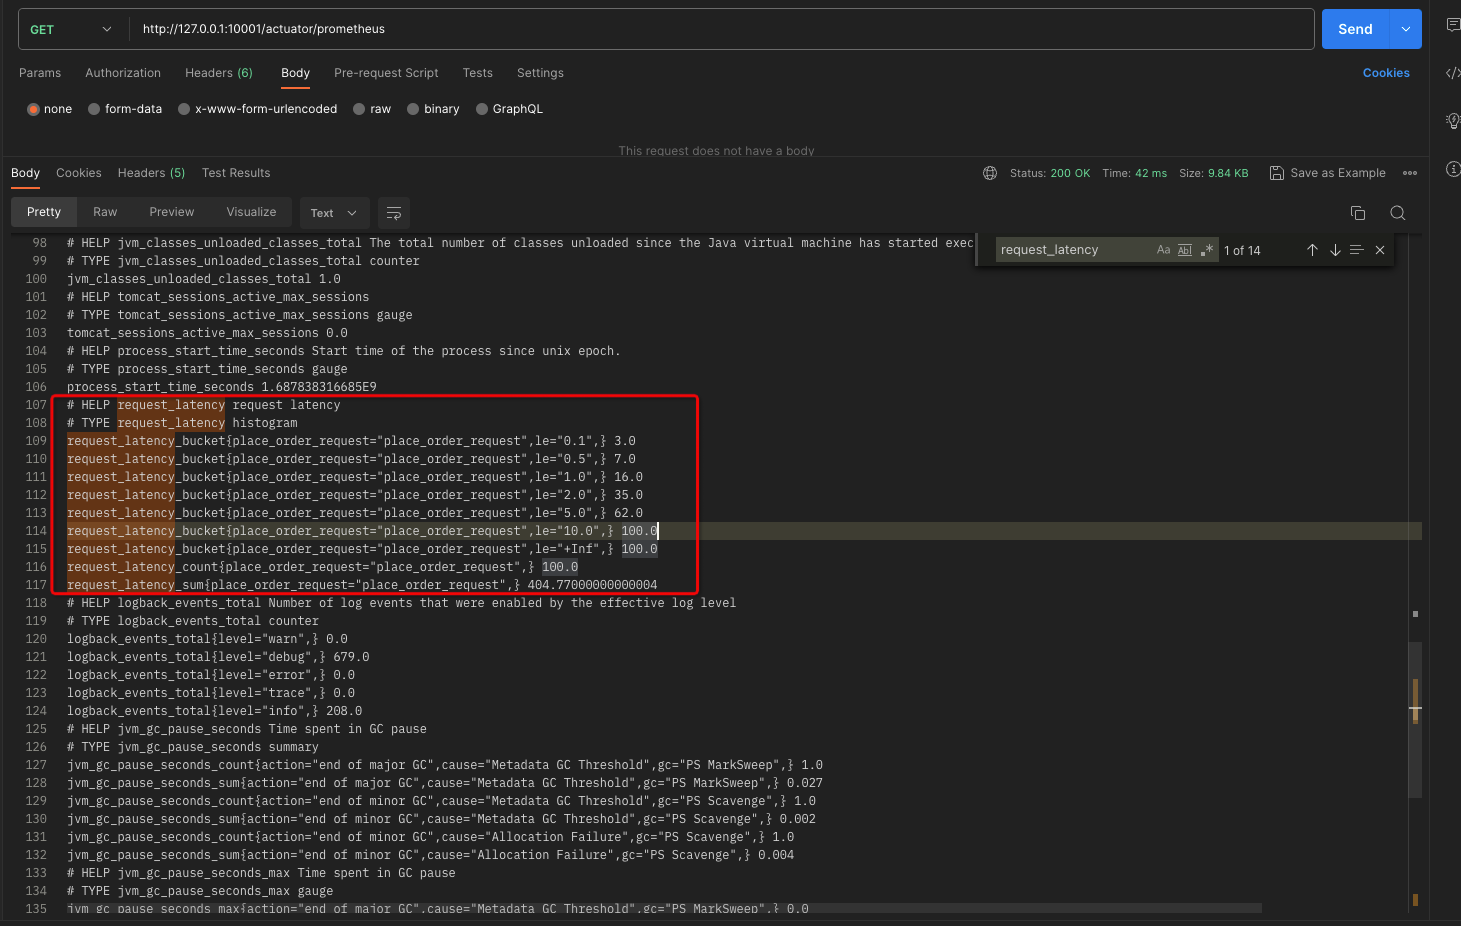 GET http://127.0.0.1:10001/actuator/prometheus Send
Params Authorization Headers (6) Body Pre-request Script Tests Settings Cookies
none form-data x-www-form-urlencoded raw binary GraphQL
This request does not have a body
Body Cookies Headers (5) Test Results Status: 200 OK Time: 42 ms Size: 9.84 KB Save as Example
Pretty Raw Preview Visualize Text
request_latency Aa Abl .* 1 of 14
98 # HELP jvm_classes_unloaded_classes_total The total number of classes unloaded since the Java virtual machine has started exec
99 # TYPE jvm_classes_unloaded_classes_total counter
100 jvm_classes_unloaded_classes_total 1.0
101 # HELP tomcat_sessions_active_max_sessions
102 # TYPE tomcat_sessions_active_max_sessions gauge
103 tomcat_sessions_active_max_sessions 0.0
104 # HELP process_start_time_seconds Start time of the process since unix epoch.
105 # TYPE process_start_time_seconds gauge
106 process_start_time_seconds 1.687838316685E9
107 # HELP request_latency request latency
108 # TYPE request_latency histogram
109 request_latency_bucket{place_order_request="place_order_request",le="0.1",} 3.0
110 request_latency_bucket{place_order_request="place_order_request",le="0.5",} 7.0
111 request_latency_bucket{place_order_request="place_order_request",le="1.0",} 16.0
112 request_latency_bucket{place_order_request="place_order_request",le="2.0",} 35.0
113 request_latency_bucket{place_order_request="place_order_request",le="5.0",} 62.0
114 request_latency_bucket{place_order_request="place_order_request",le="10.0",} 100.0
115 request_latency_bucket{place_order_request="place_order_request",le="+Inf",} 100.0
116 request_latency_count{place_order_request="place_order_request",} 100.0
117 request_latency_sum{place_order_request="place_order_request",} 404.77000000000004
118 # HELP logback_events_total Number of log events that were enabled by the effective log level
119 # TYPE logback_events_total counter
120 logback_events_total{level="warn",} 0.0
121 logback_events_total{level="debug",} 679.0
122 logback_events_total{level="error",} 0.0
123 logback_events_total{level="trace",} 0.0
124 logback_events_total{level="info",} 208.0
125 # HELP jvm_gc_pause_seconds Time spent in GC pause
126 # TYPE jvm_gc_pause_seconds summary
127 jvm_gc_pause_seconds_count{action="end of major GC",cause="Metadata GC Threshold",gc="PS MarkSweep",} 1.0
128 jvm_gc_pause_seconds_sum{action="end of major GC",cause="Metadata GC Threshold",gc="PS MarkSweep",} 0.027
129 jvm_gc_pause_seconds_count{action="end of minor GC",cause="Metadata GC Threshold",gc="PS Scavenge",} 1.0
130 jvm_gc_pause_seconds_sum{action="end of minor GC",cause="Metadata GC Threshold",gc="PS Scavenge",} 0.002
131 jvm_gc_pause_seconds_count{action="end of minor GC",cause="Allocation Failure",gc="PS Scavenge",} 1.0
132 jvm_gc_pause_seconds_sum{action="end of minor GC",cause="Allocation Failure",gc="PS Scavenge",} 0.004
133 # HELP jvm_gc_pause_seconds_max Time spent in GC pause
134 # TYPE jvm_gc_pause_seconds_max gauge
135 jvm_gc_pause_seconds_max{action="end of major GC",cause="Metadata GC Threshold",gc="PS MarkSweep",} 0.0